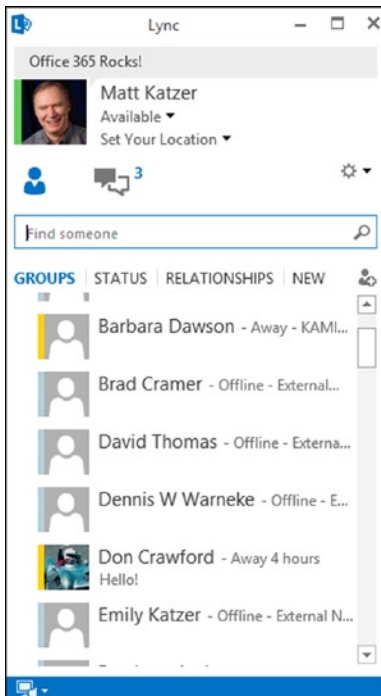 Lync
Office 365 Rocks!
Matt Katzer
Available
Set Your Location
3
Find someone
GROUPS STATUS RELATIONSHIPS NEW
Barbara Dawson - Away - KAMI...
Brad Cramer - Offline - External...
David Thomas - Offline - Externa...
Dennis W Warneke - Offline - E...
Don Crawford - Away 4 hours
Hello!
Emily Katzer - Offline - External N...